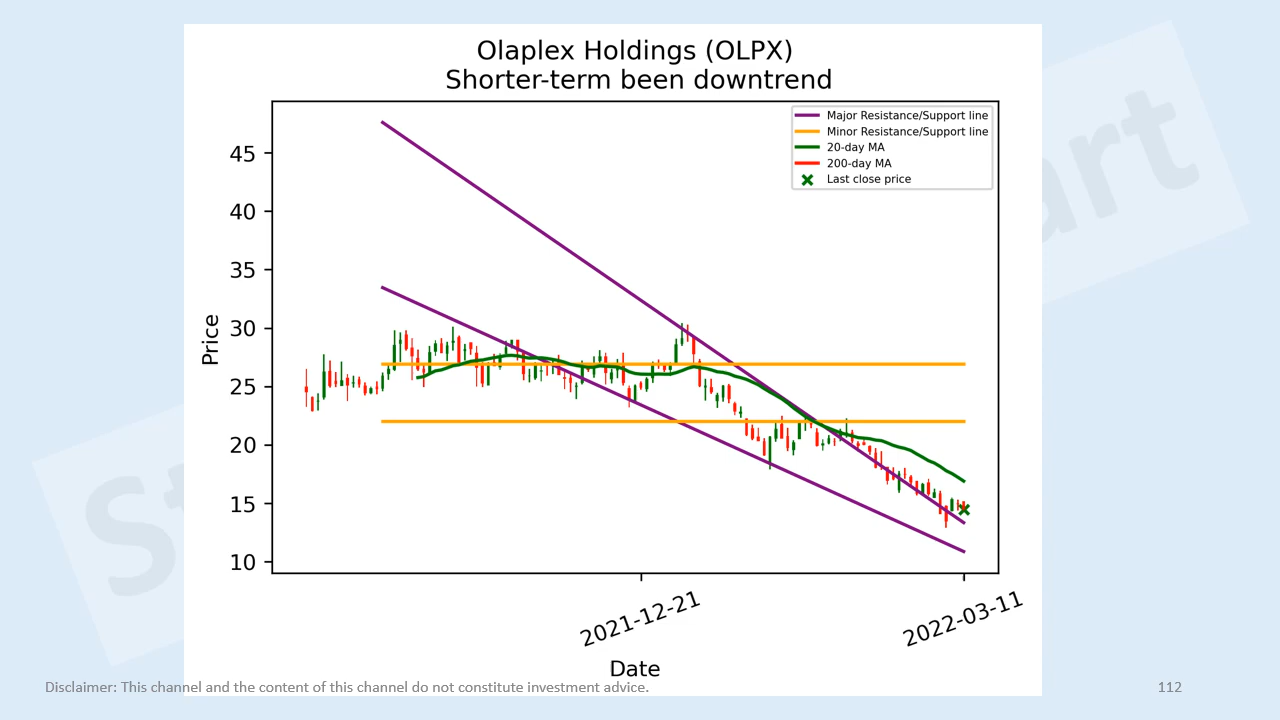 Olaplex Holdings (OLPX)
Shorter-term been downtrend
Major Resistance/Support line
Minor Resistance/Support line
20-day MA
200-day MA
Last close price
Price
45
40
35
30
25
20
15
10
2021-12-21
2022-03-11
Date
Disclaimer: This channel and the content of this channel do not constitute investment advice.
112
St
art